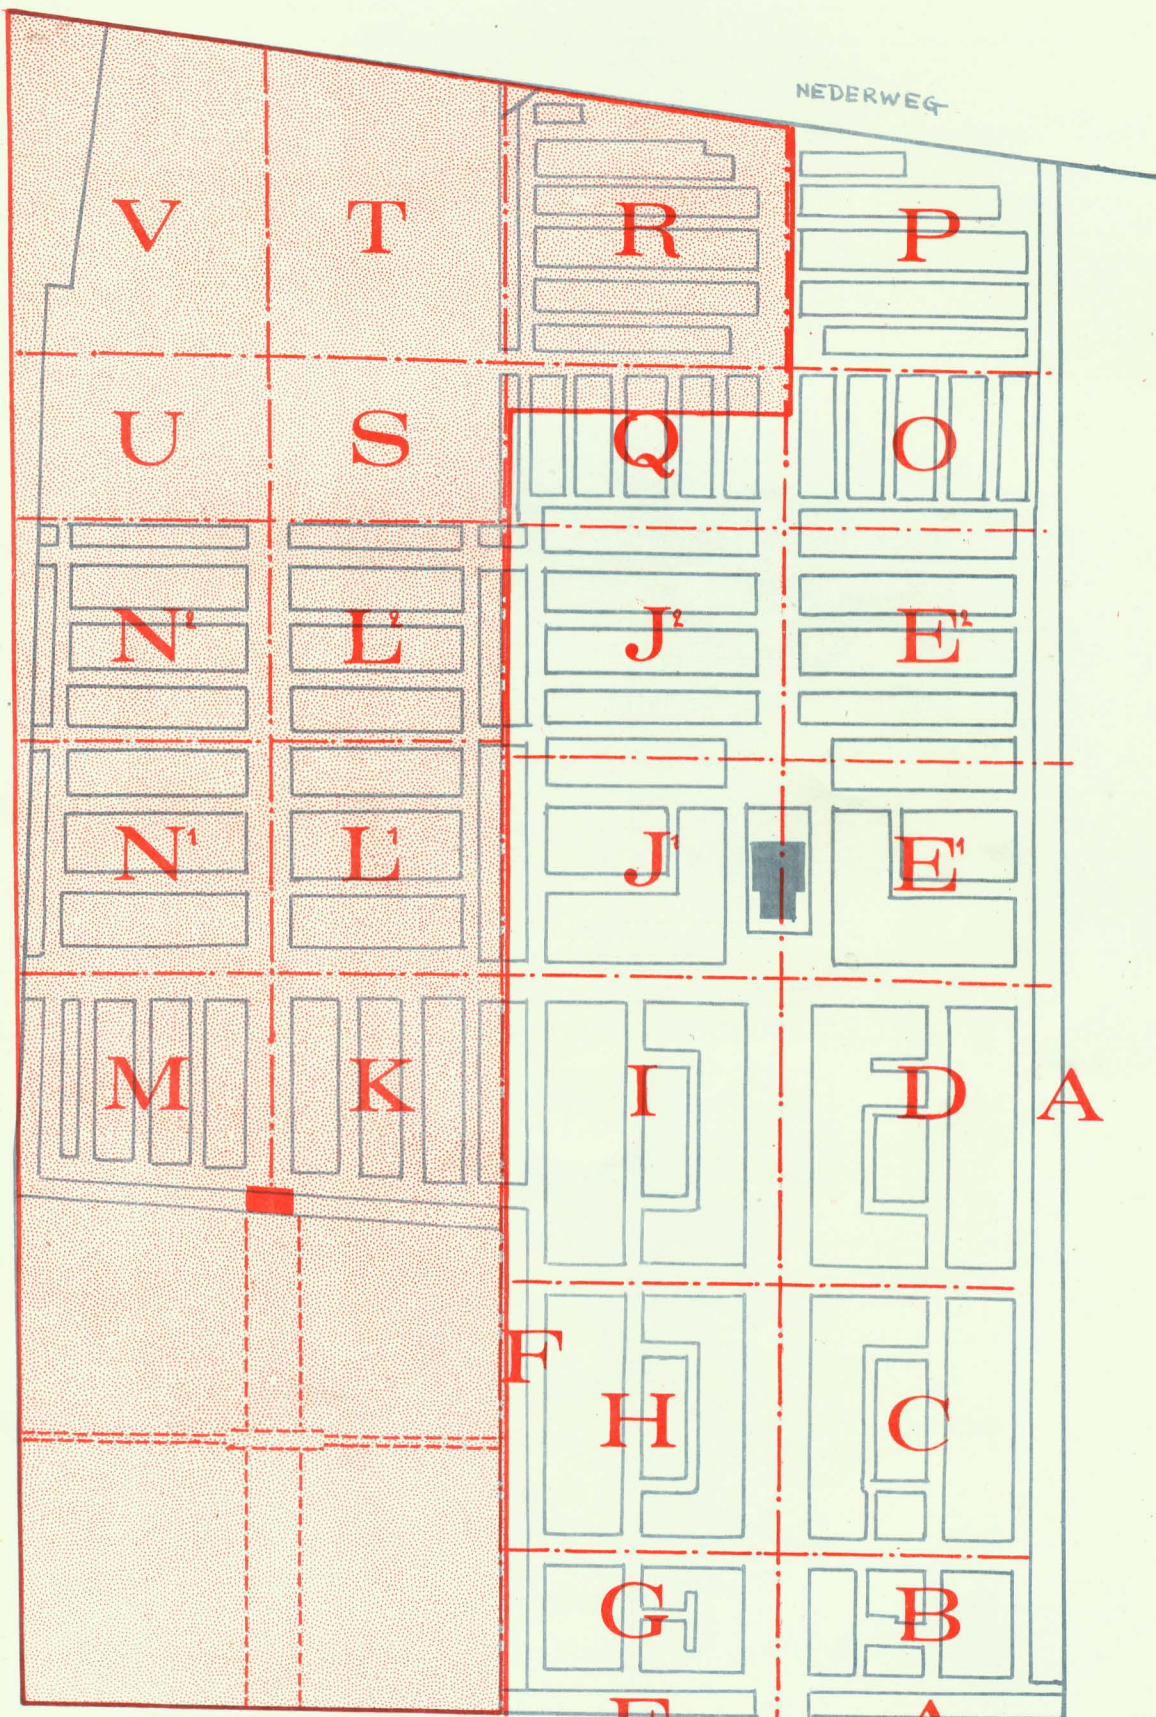 NEDERWEG
V T R P
U S Q O
N² L² J² E²
N¹ L¹ J¹ E¹
M K I D A
F
H C
G B
F A